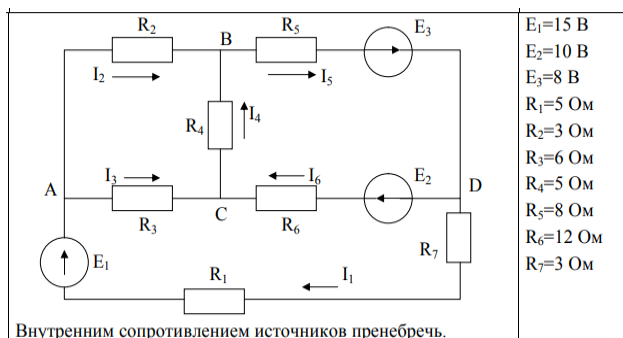 R2 B R5 E3
I2 I5
R4 I4
A I3 I6 E2 D
R3 C R6
R7
E1 R1 I1
Внутренним сопротивлением источников пренебречь.
E1=15 В
E2=10 В
E3=8 В
R1=5 Ом
R2=3 Ом
R3=6 Ом
R4=5 Ом
R5=8 Ом
R6=12 Ом
R7=3 Ом